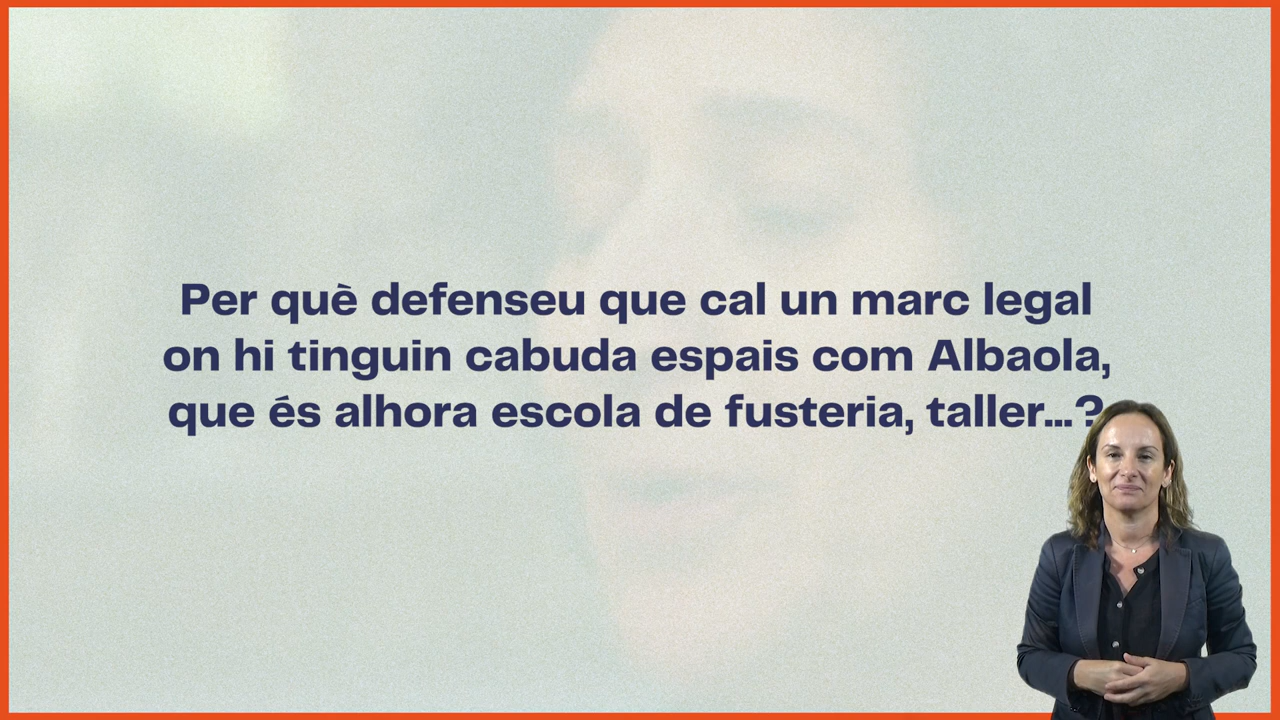 Per què defenseu que cal un marc legal
on hi tinguin cabuda espais com Albaola,
que és alhora escola de fusteria, taller...?